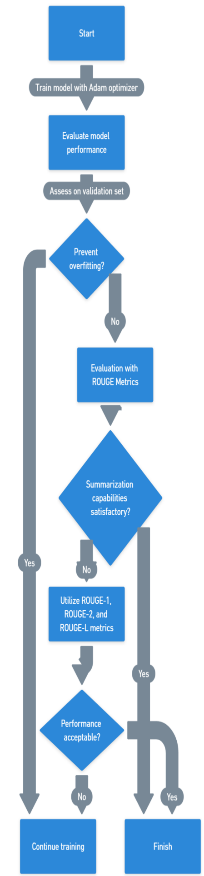 Start
Train model with Adam optimizer
Evaluate model
performance
Assess on validation set
Prevent
overfitting?
No
Evaluation with
ROUGE Metrics
Summarization
capabilities
satisfactory?
Yes
No
Utilize ROUGE-1,
ROUGE-2, and
ROUGE-L metrics
Yes
Performance
acceptable?
No
Yes
Continue training
Finish